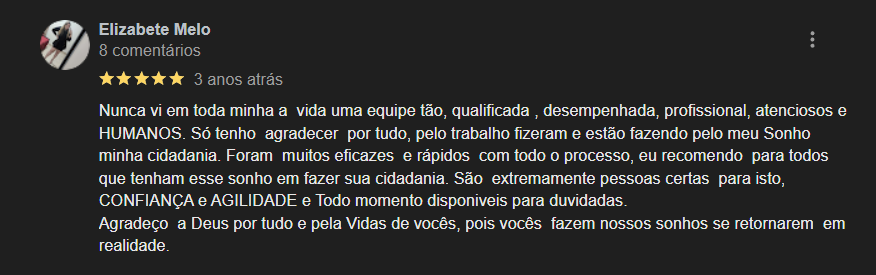 Elizabete Melo
8 comentários
3 anos atrás
Nunca vi em toda minha a  vida uma equipe tão, qualificada , desempenhada, profissional, atenciosos e
HUMANOS. Só tenho  agradecer  por tudo, pelo trabalho fizeram e estão fazendo pelo meu Sonho
minha cidadania. Foram  muitos eficazes  e rápidos  com todo o processo, eu recomendo  para todos
que tenham esse sonho em fazer sua cidadania. São  extremamente pessoas certas  para isto,
CONFIANÇA e AGILIDADE e Todo momento disponiveis para duvidadas.
Agradeço  a Deus por tudo e pela Vidas de vocês, pois vocês  fazem nossos sonhos se retornarem  em
realidade.